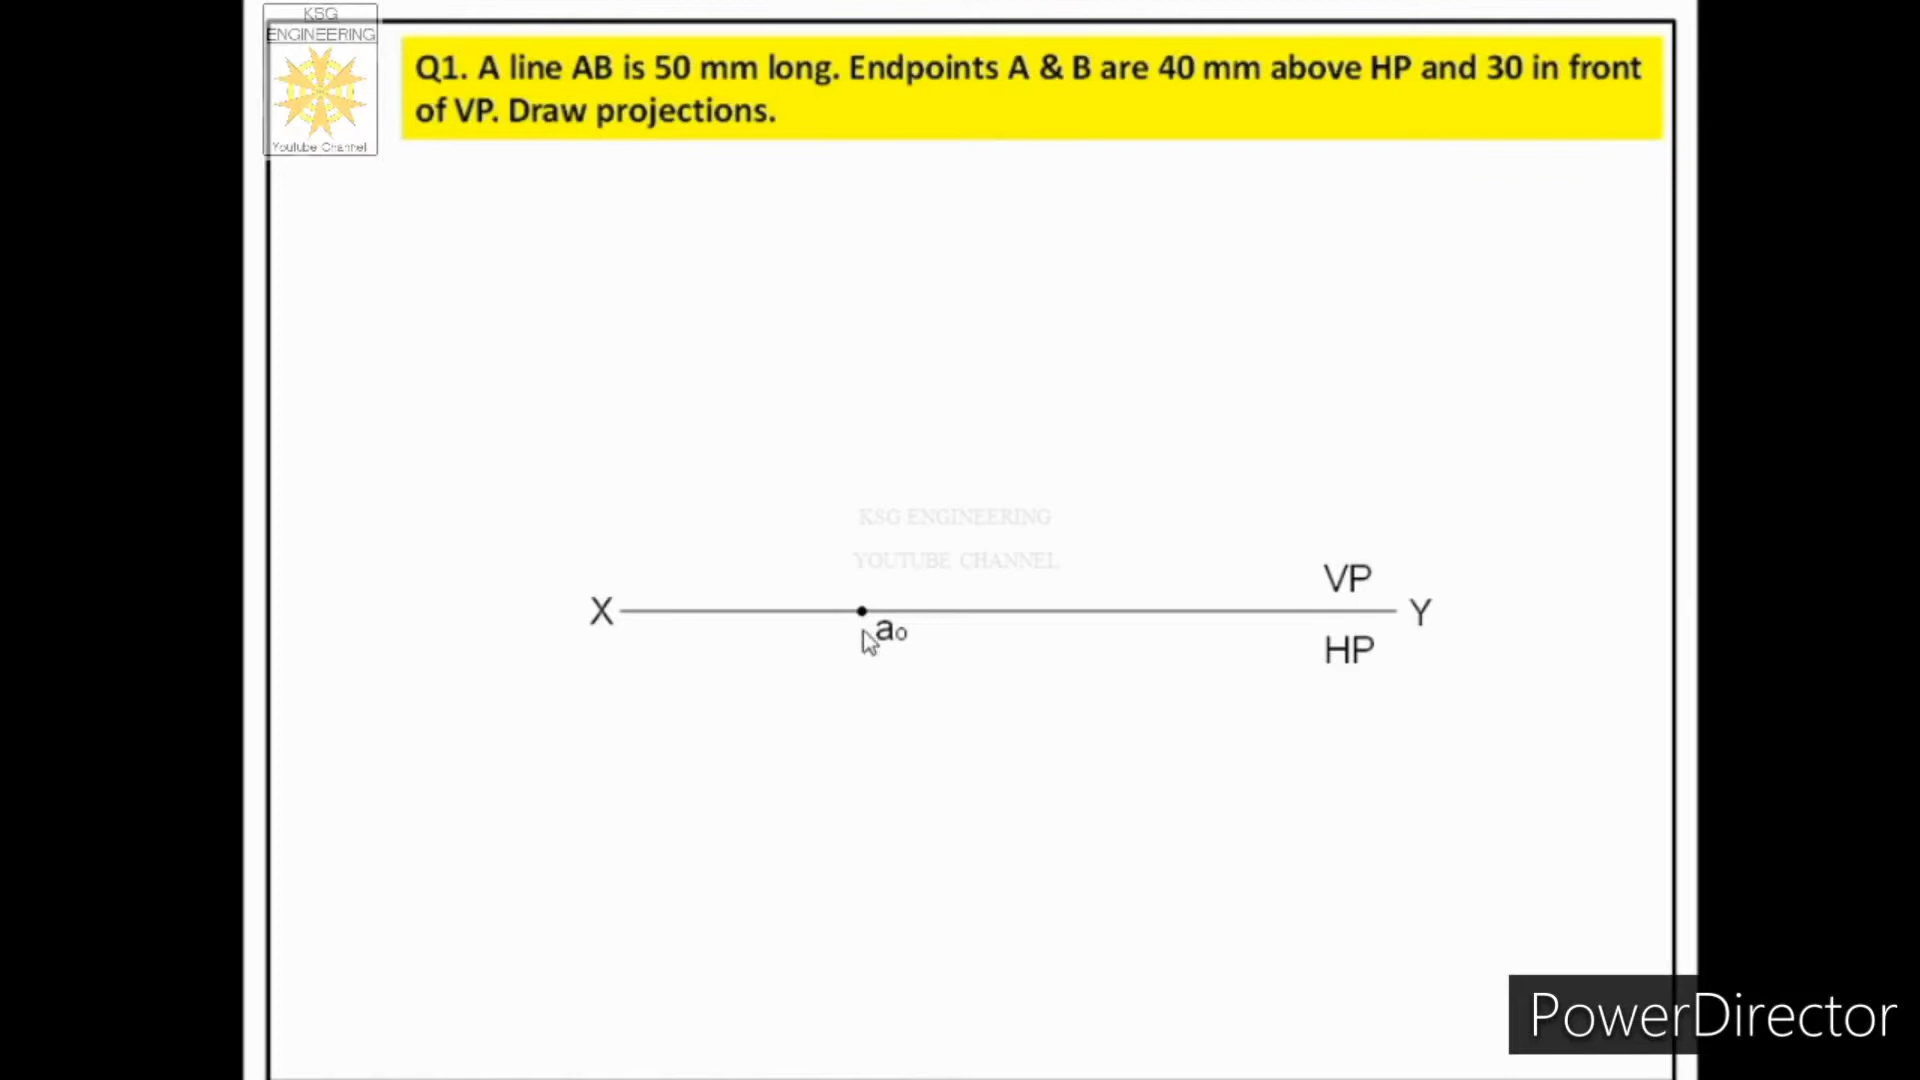 KSG
ENGINEERING
Youtube Channel
Q1. A line AB is 50 mm long. Endpoints A & B are 40 mm above HP and 30 in front
of VP. Draw projections.
KSG ENGINEERING
YOUTUBE CHANNEL
VP
X
Y
a₀
HP
PowerDirector